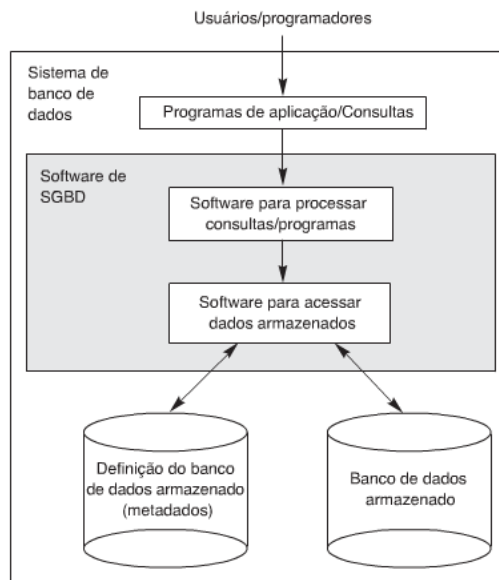 Usuários/programadores
Sistema de
banco de
dados
Programas de aplicação/Consultas
Software de
SGBD
Software para processar
consultas/programas
Software para acessar
dados armazenados
Definição do banco
de dados armazenado
(metadados)
Banco de dados
armazenado